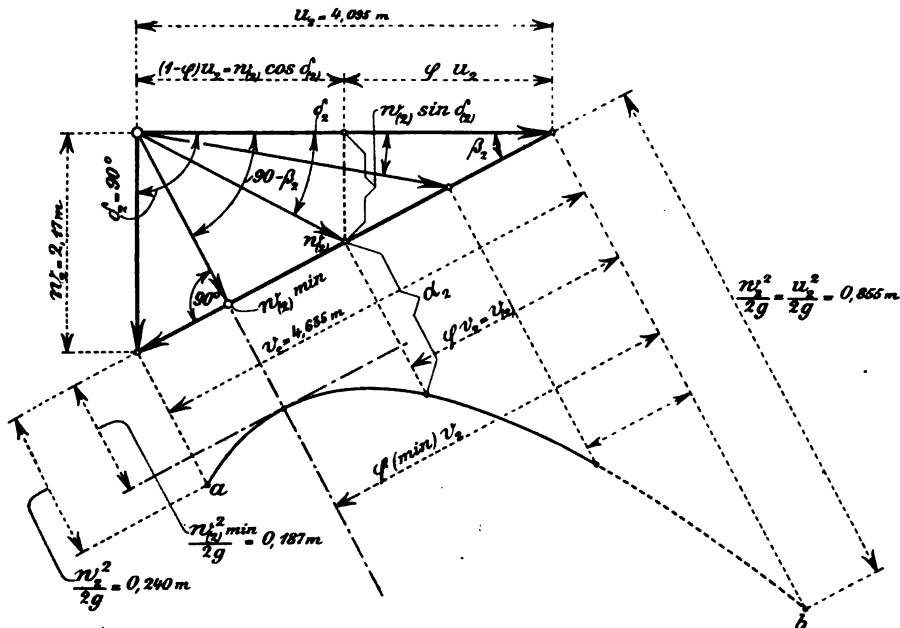 u₂ = 4,095 m
(1-φ)u₂ = w₍₂₎ cos δ₍₂₎
φ u₂
δ₂
w₍₂₎ sin δ₍₂₎
β₂
90-β₂
δ₂ = 90°
w₂ = 2,17 m
w₍₂₎
90°
w₍₂₎ min
v₂ = 4,635 m
α₂
φ v₂ = v₍₂₎
w₂²/2g = u₂²/2g = 0,855 m
φ (min) v₂
a
w₍₂₎² min/2g = 0,187 m
w₂²/2g = 0,240 m
b